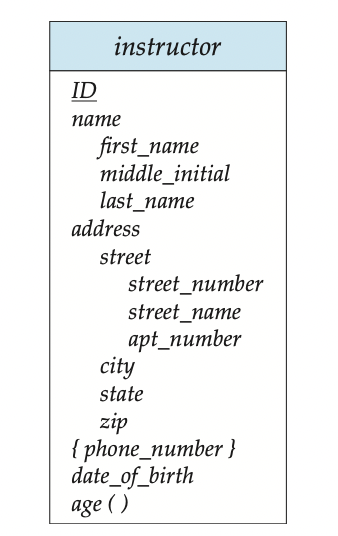 instructor
ID
name
first_name
middle_initial
last_name
address
street
street_number
street_name
apt_number
city
state
zip
{ phone_number }
date_of_birth
age ( )